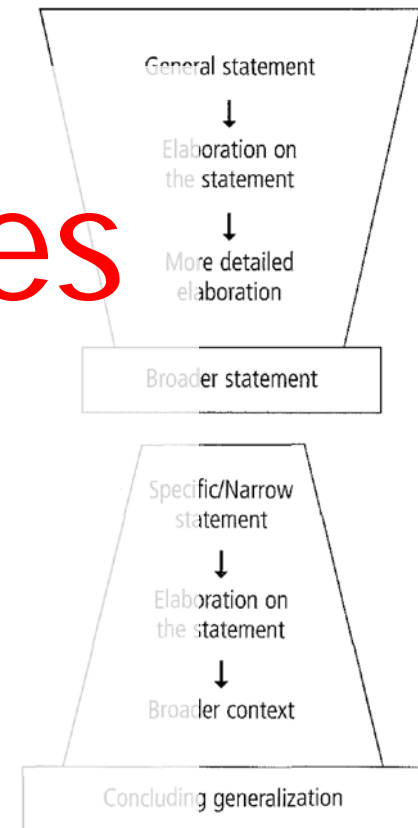 General statement
↓
Elaboration on
the statement
↓
More detailed
elaboration
es
Broader statement
Specific/Narrow
statement
↓
Elaboration on
the statement
↓
Broader context
Concluding generalization